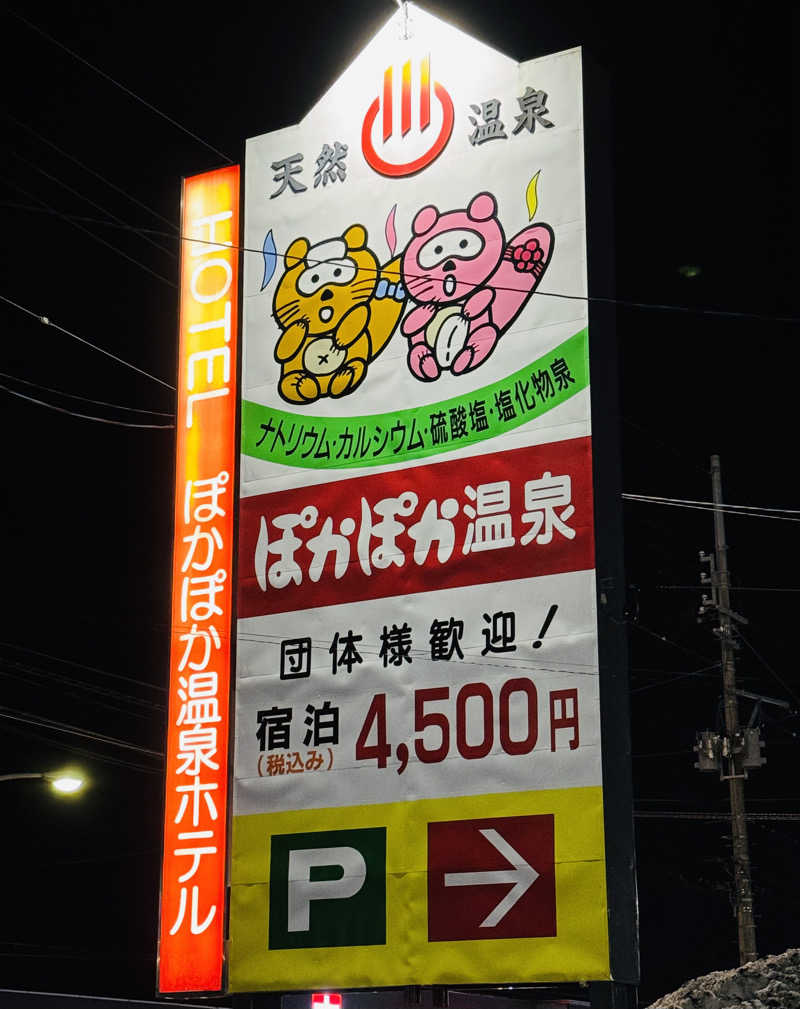 天然 温泉
ナトリウム・カルシウム・硫酸塩・塩化物泉
ぽかぽか温泉
団体様歓迎!
宿泊 4,500円
(税込み)
P
HOTEL ぽかぽか温泉ホテル